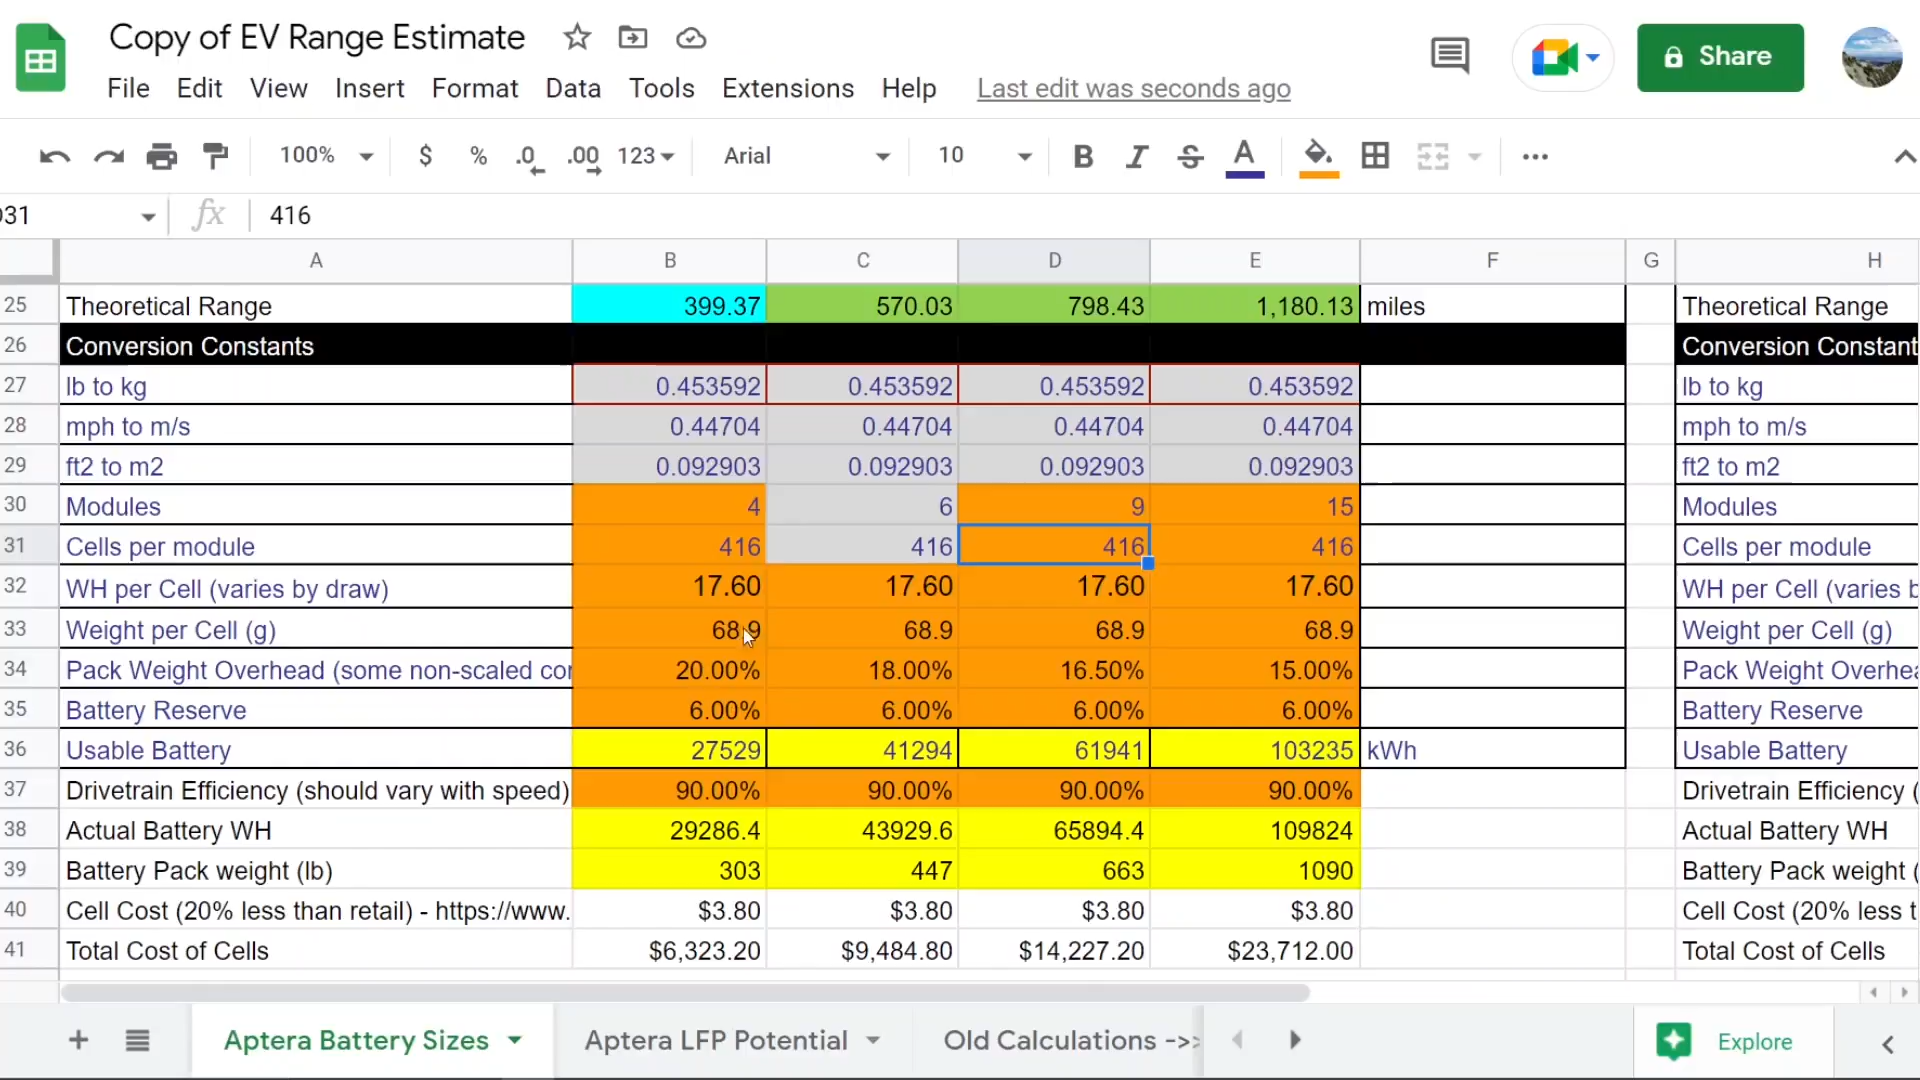 Copy of EV Range Estimate
File Edit View Insert Format Data Tools Extensions Help Last edit was seconds ago
Share
100% $ % .0 .00 123 Arial 10 B I S A
31 fx 416
A B C D E F G H
25 Theoretical Range 399.37 570.03 798.43 1,180.13 miles Theoretical Range
26 Conversion Constants Conversion Constant
27 lb to kg 0.453592 0.453592 0.453592 0.453592 lb to kg
28 mph to m/s 0.44704 0.44704 0.44704 0.44704 mph to m/s
29 ft2 to m2 0.092903 0.092903 0.092903 0.092903 ft2 to m2
30 Modules 4 6 9 15 Modules
31 Cells per module 416 416 416 416 Cells per module
32 WH per Cell (varies by draw) 17.60 17.60 17.60 17.60 WH per Cell (varies b
33 Weight per Cell (g) 68.9 68.9 68.9 68.9 Weight per Cell (g)
34 Pack Weight Overhead (some non-scaled cor 20.00% 18.00% 16.50% 15.00% Pack Weight Overhea
35 Battery Reserve 6.00% 6.00% 6.00% 6.00% Battery Reserve
36 Usable Battery 27529 41294 61941 103235 kWh Usable Battery
37 Drivetrain Efficiency (should vary with speed) 90.00% 90.00% 90.00% 90.00% Drivetrain Efficiency (
38 Actual Battery WH 29286.4 43929.6 65894.4 109824 Actual Battery WH
39 Battery Pack weight (lb) 303 447 663 1090 Battery Pack weight (
40 Cell Cost (20% less than retail) - https://www. $3.80 $3.80 $3.80 $3.80 Cell Cost (20% less t
41 Total Cost of Cells $6,323.20 $9,484.80 $14,227.20 $23,712.00 Total Cost of Cells
Aptera Battery Sizes Aptera LFP Potential Old Calculations ->> Explore